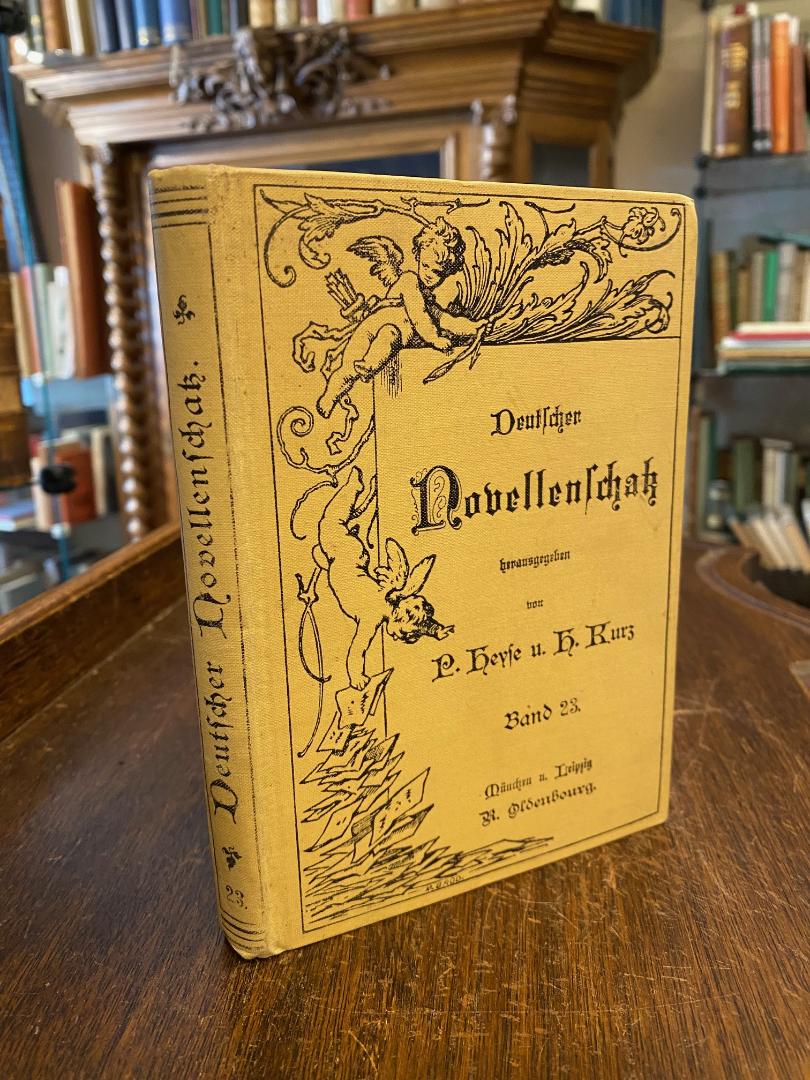 Deutſcher
Novellenſchatz
herausgegeben
von
P. Heyſe u. H. Kurz
Band 23.
München u. Leipzig
R. Oldenbourg.
Deutſcher Novellenſchatz.
23.